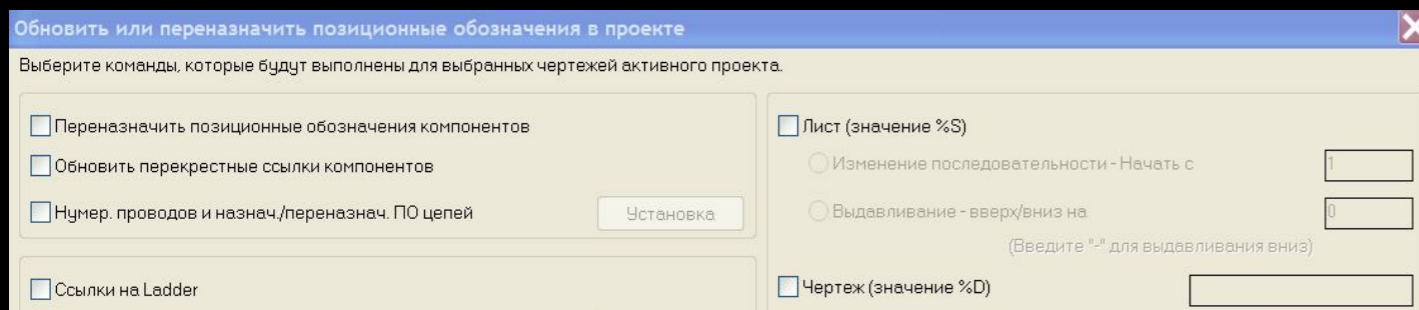 Обновить или переназначить позиционные обозначения в проекте
Выберите команды, которые будут выполнены для выбранных чертежей активного проекта.
Переназначить позиционные обозначения компонентов
Обновить перекрестные ссылки компонентов
Нумер. проводов и назнач./переназнач. ПО цепей
Установка
Ссылки на Ladder
Лист (значение %S)
Изменение последовательности - Начать с
1
Выдавливание - вверх/вниз на
0
(Введите "-" для выдавливания вниз)
Чертеж (значение %D)